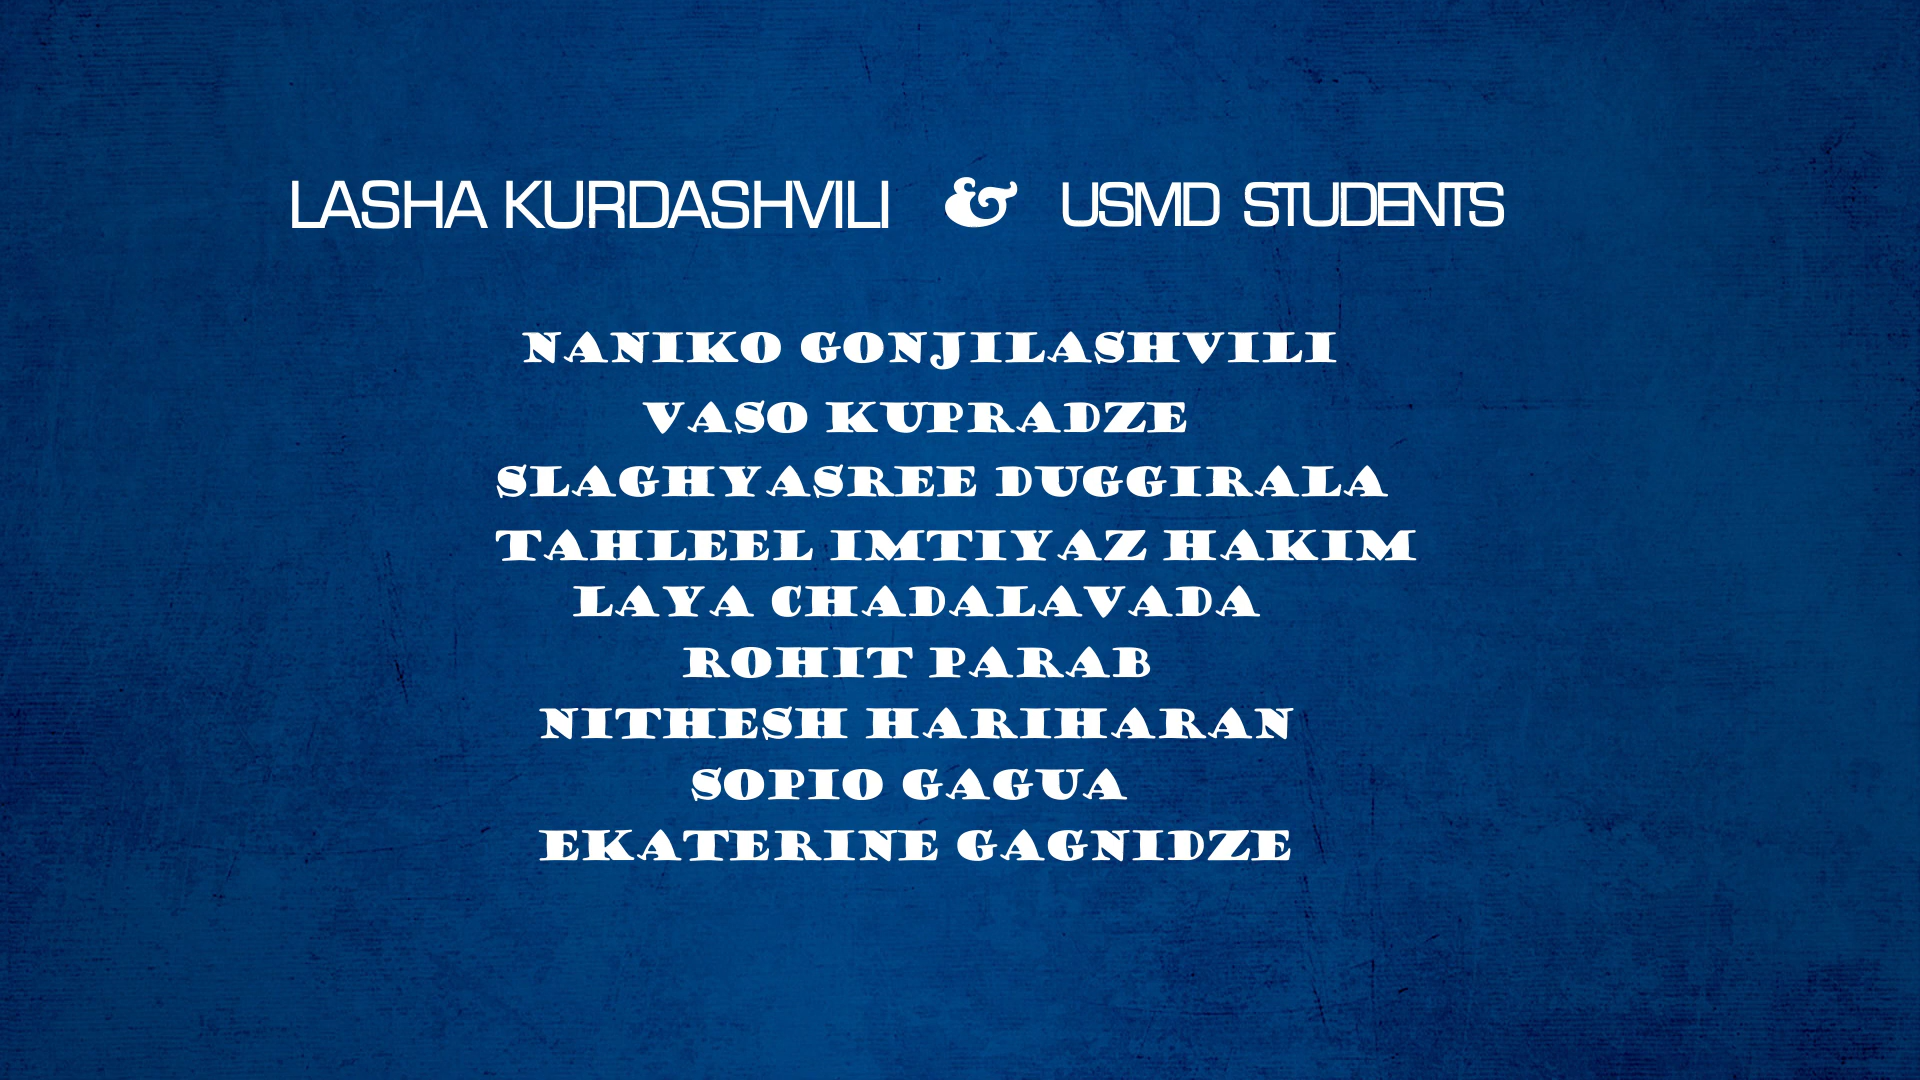 LASHA KURDASHVILI & USMD STUDENTS
NANIKO GONJILASHVILI
VASO KUPRADZE
SLAGHYASREE DUGGIRALA
TAHLEEL IMTIYAZ HAKIM
LAYA CHADALAVADA
ROHIT PARAB
NITHESH HARIHARAN
SOPIO GAGUA
EKATERINE GAGNIDZE